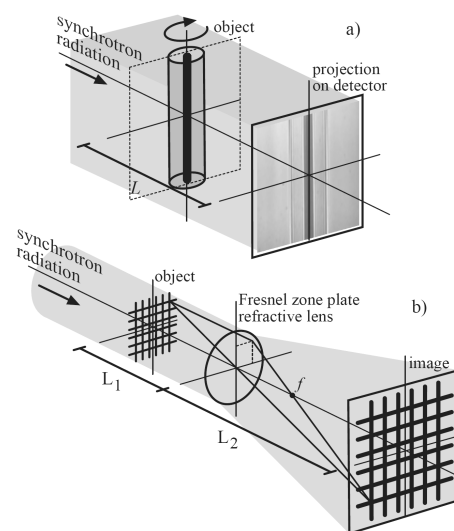 a)
object
synchrotron
radiation
projection
on detector
L
synchrotron
radiation
object
Fresnel zone plate
refractive lens
b)
f
image
L1
L2